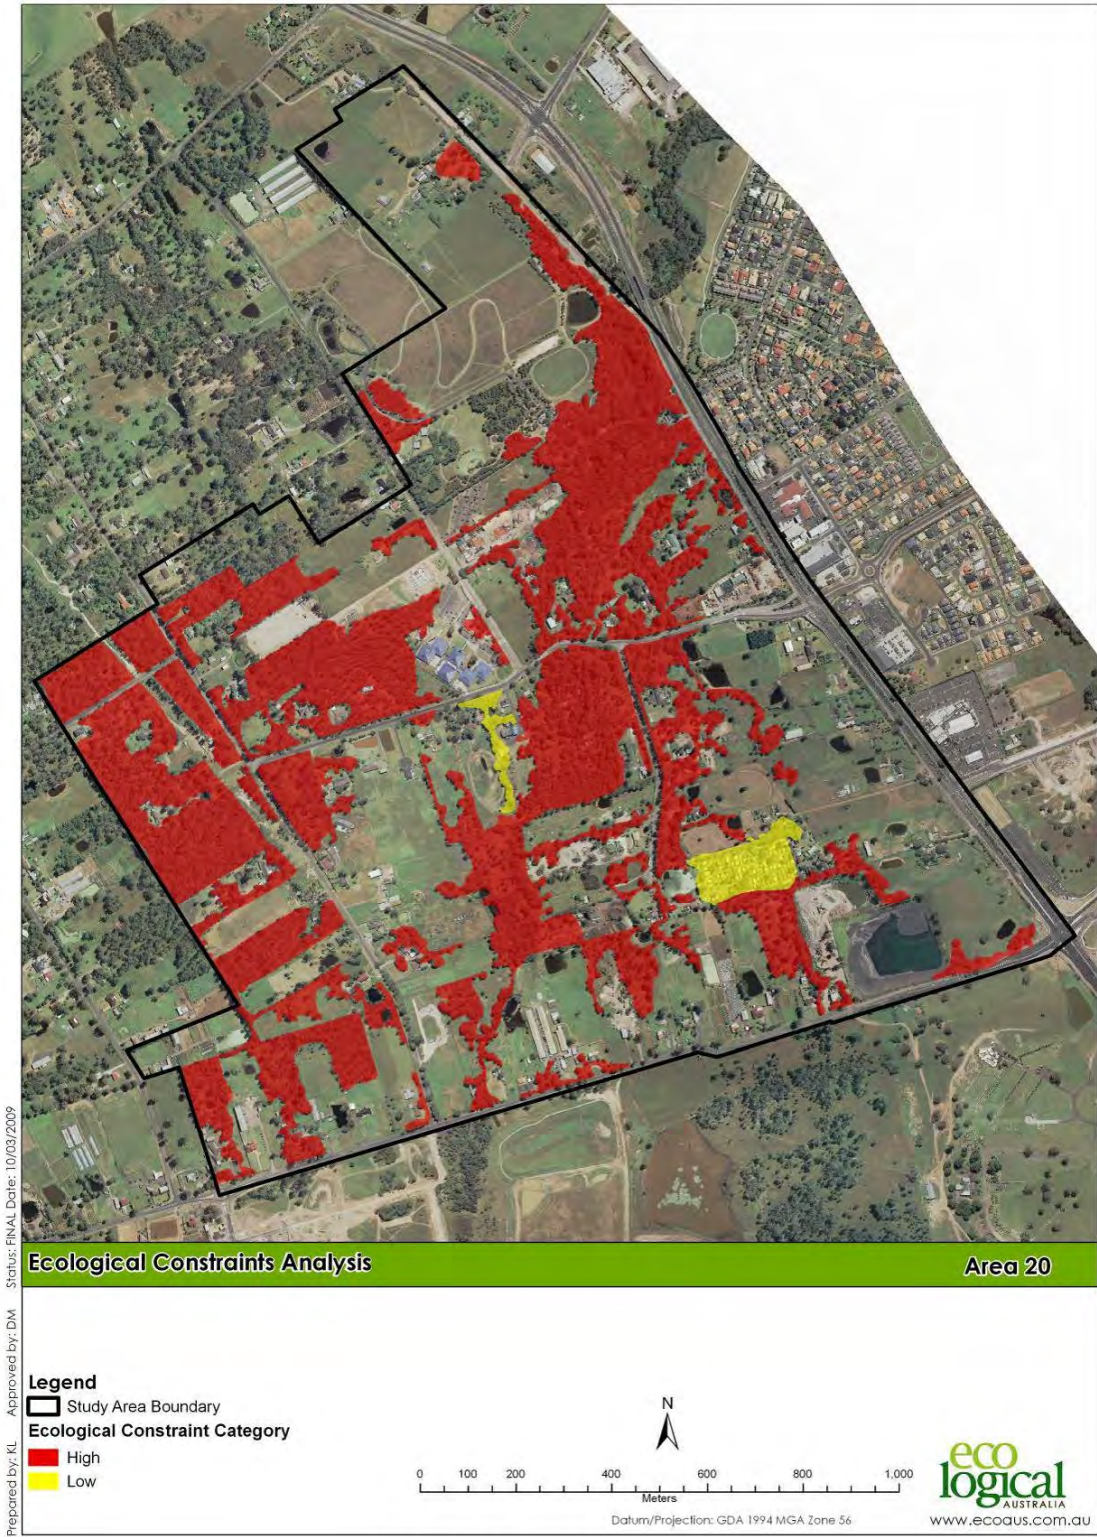 Status: FINAL Date: 10/03/2009
Approved by: DM
Prepared by: KL
Ecological Constraints Analysis
Area 20
Legend
Study Area Boundary
Ecological Constraint Category
High
Low
N
0 100 200 400 600 800 1,000
Meters
Datum/Projection: GDA 1994 MGA Zone 56
eco
logical
AUSTRALIA
www.ecoaus.com.au